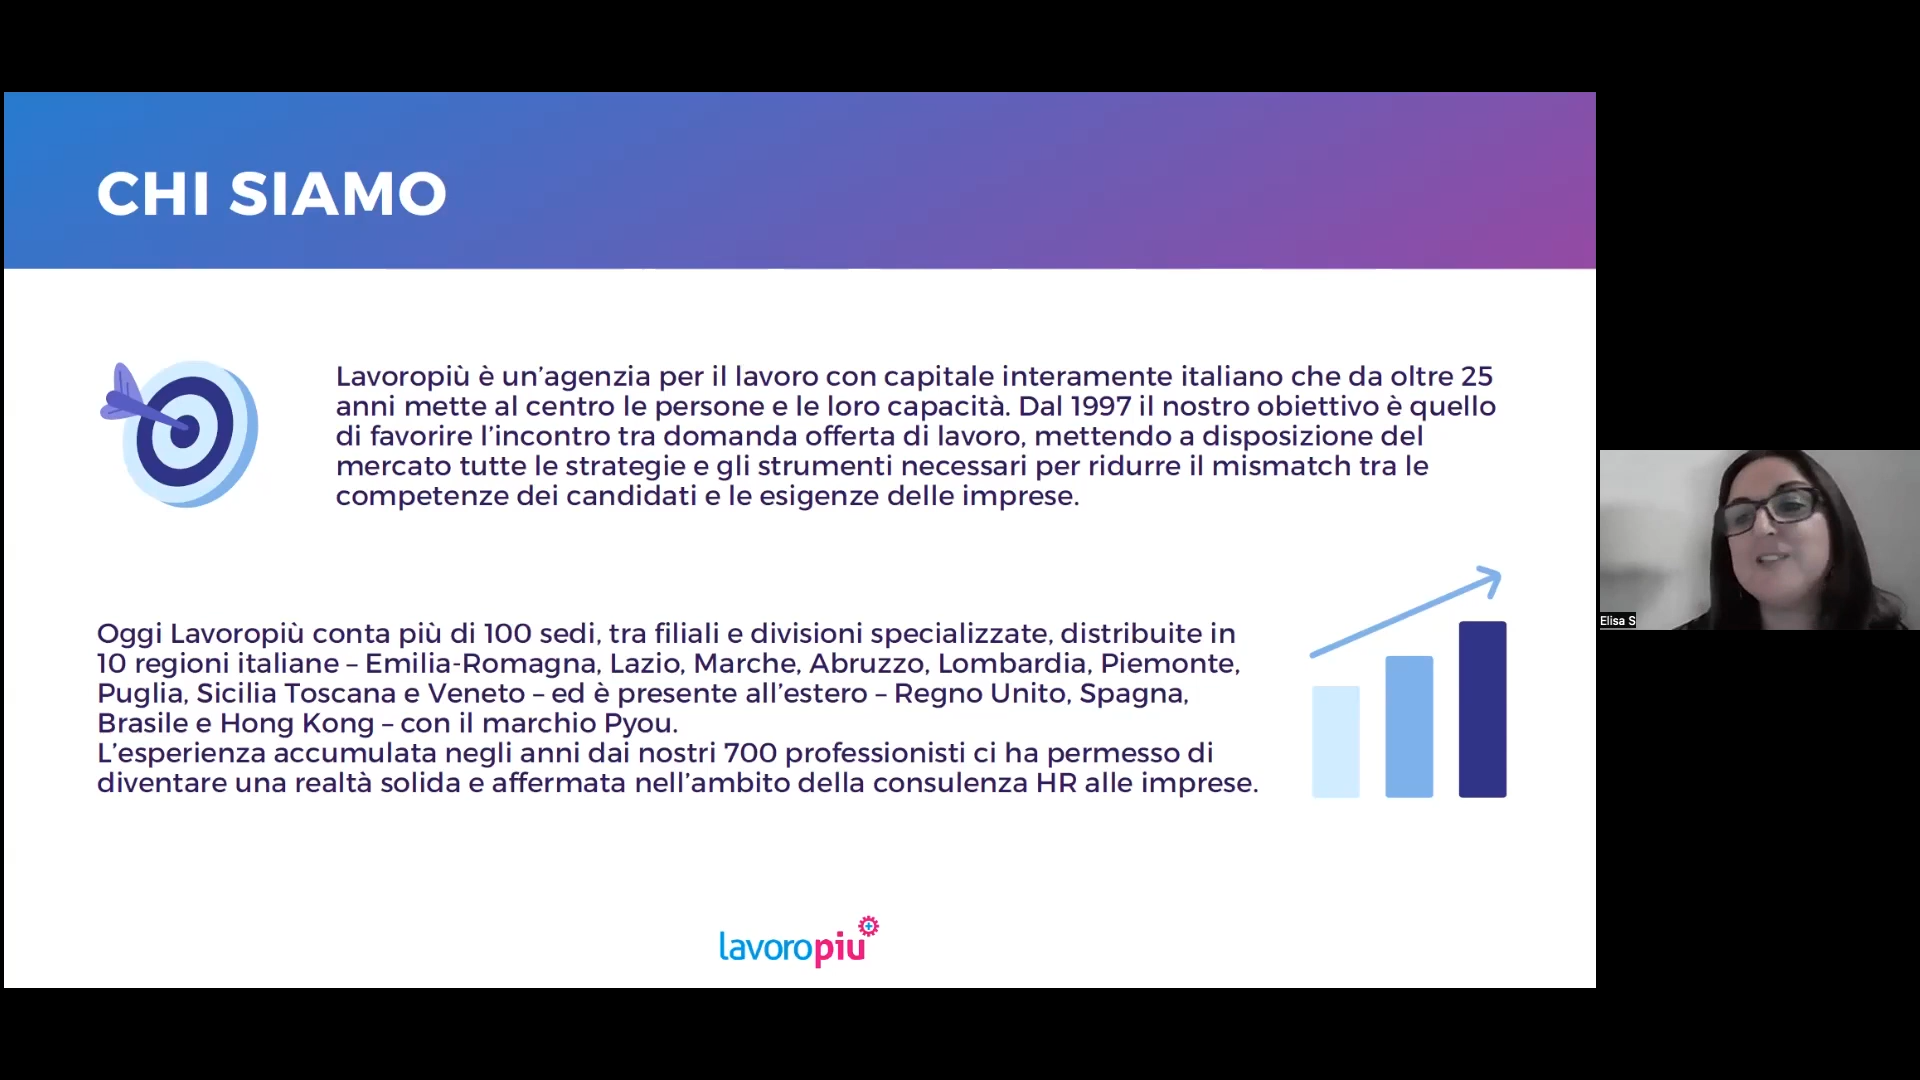 CHI SIAMO
Lavoropiù è un’agenzia per il lavoro con capitale interamente italiano che da oltre 25
anni mette al centro le persone e le loro capacità. Dal 1997 il nostro obiettivo è quello
di favorire l’incontro tra domanda offerta di lavoro, mettendo a disposizione del
mercato tutte le strategie e gli strumenti necessari per ridurre il mismatch tra le
competenze dei candidati e le esigenze delle imprese.
Oggi Lavoropiù conta più di 100 sedi, tra filiali e divisioni specializzate, distribuite in
10 regioni italiane – Emilia-Romagna, Lazio, Marche, Abruzzo, Lombardia, Piemonte,
Puglia, Sicilia Toscana e Veneto – ed è presente all’estero – Regno Unito, Spagna,
Brasile e Hong Kong – con il marchio Pyou.
L’esperienza accumulata negli anni dai nostri 700 professionisti ci ha permesso di
diventare una realtà solida e affermata nell’ambito della consulenza HR alle imprese.
lavoropiu
Elisa S